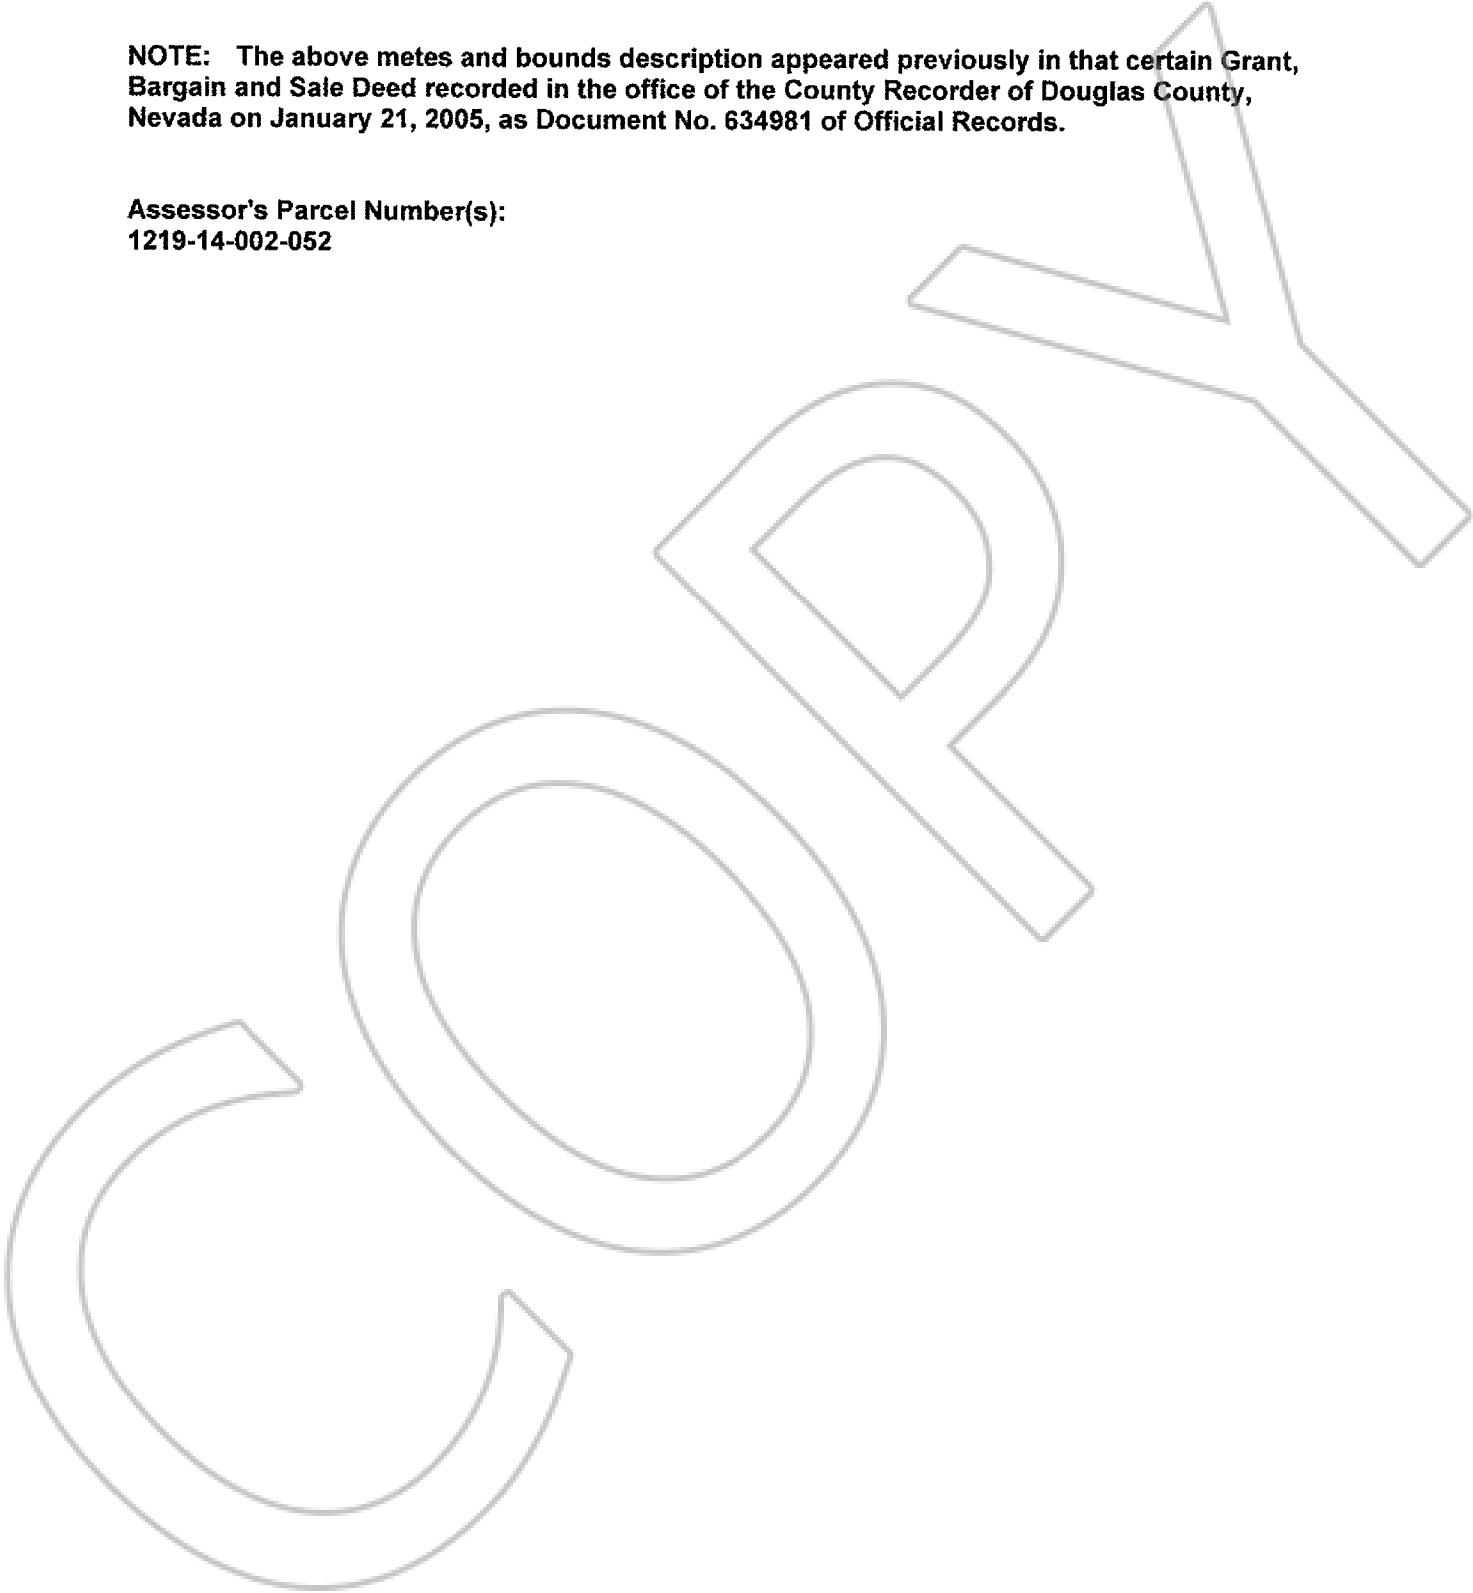 NOTE: The above metes and bounds description appeared previously in that certain Grant,
Bargain and Sale Deed recorded in the office of the County Recorder of Douglas County,
Nevada on January 21, 2005, as Document No. 634981 of Official Records.
Assessor's Parcel Number(s):
1219-14-002-052
COPY